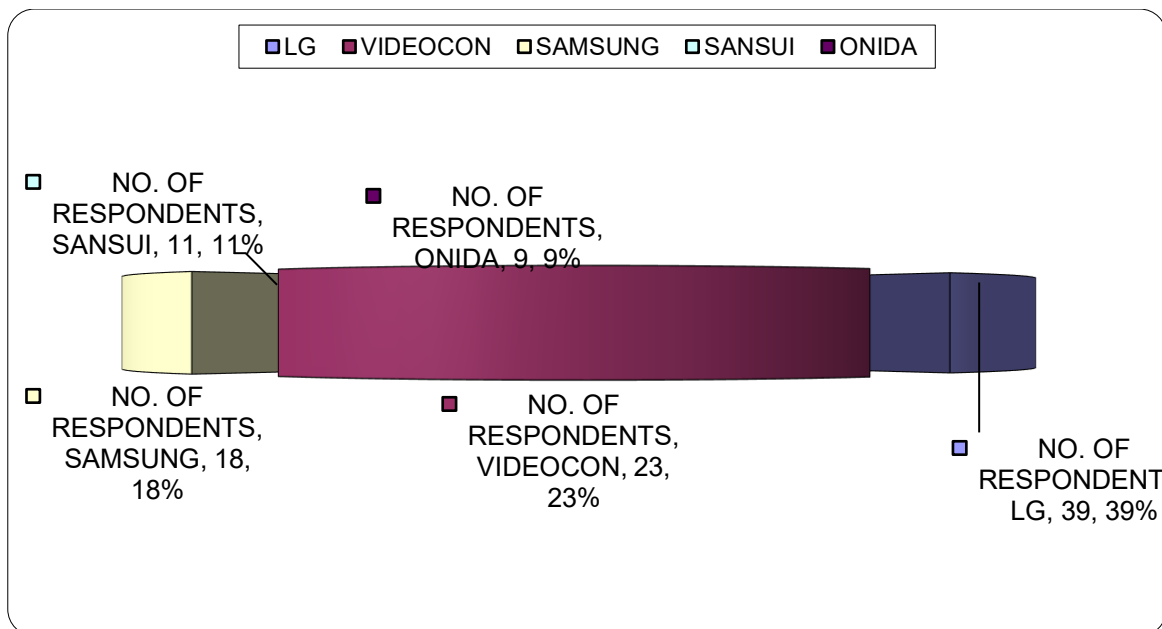 LG VIDEOCON SAMSUNG SANSUI ONIDA
NO. OF
RESPONDENTS,
SANSUI, 11, 11%
NO. OF
RESPONDENTS,
ONIDA, 9, 9%
NO. OF
RESPONDENTS,
SAMSUNG, 18,
18%
NO. OF
RESPONDENTS,
VIDEOCON, 23,
23%
NO. OF
RESPONDENT
LG, 39, 39%